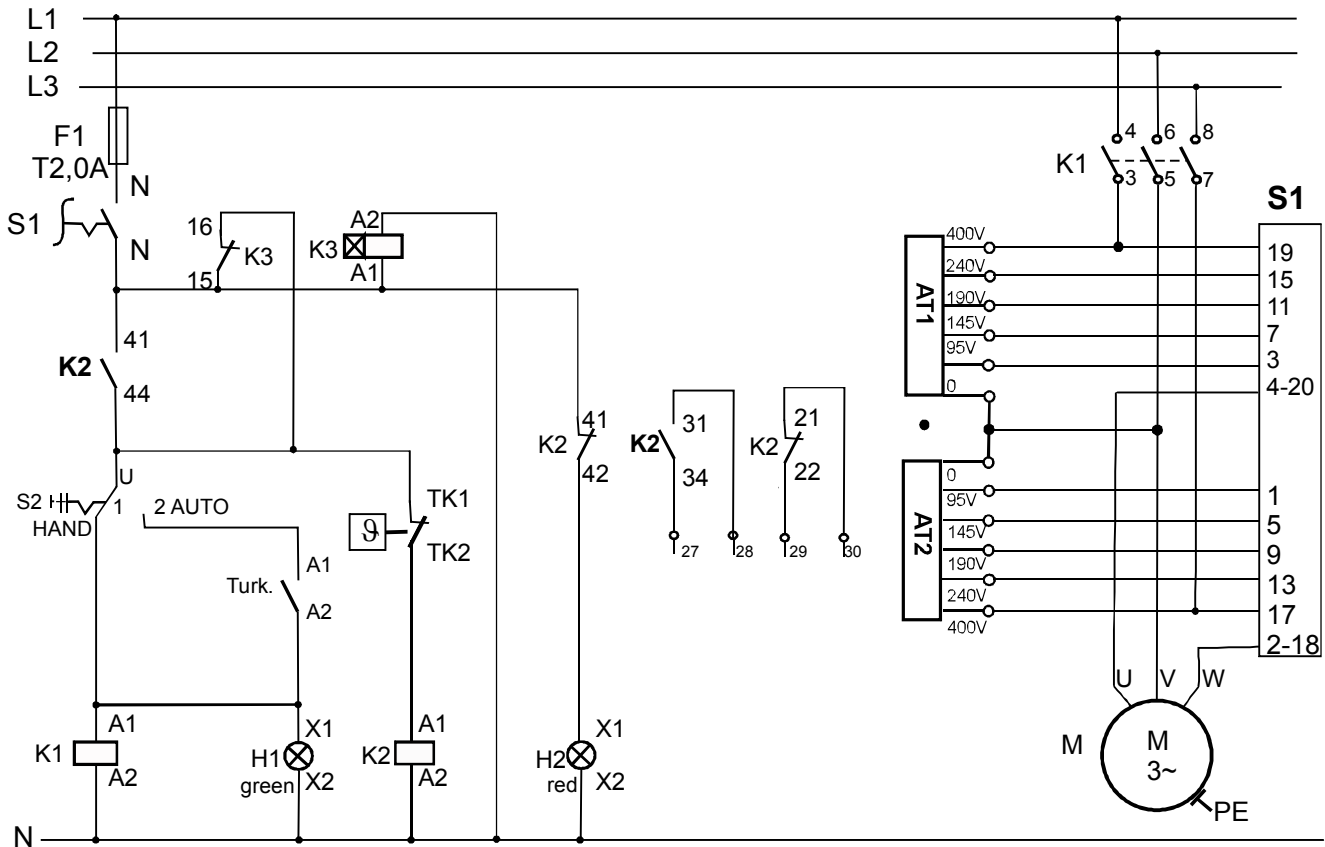 L1
L2
L3
F1
T2,0A
N
S1
N
16
K3
15
A2
K3
A1
41
K2
44
U
S2
1
2 AUTO
HAND
ϑ
TK1
TK2
A1
Turk.
A2
41
K2
42
K2
31
34
27
28
21
K2
22
29
30
4
6
8
K1
3
5
7
S1
AT1
400V
240V
190V
145V
95V
0
19
15
11
7
3
4-20
AT2
0
95V
145V
190V
240V
400V
1
5
9
13
17
2-18
U
V
W
M
M
3~
PE
A1
K1
A2
X1
H1
X2
green
A1
K2
A2
X1
H2
X2
red
N